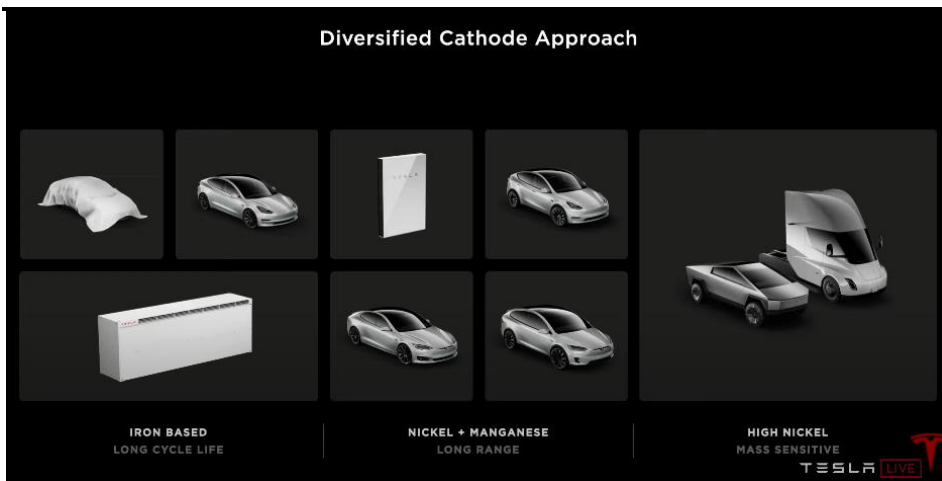 Diversified Cathode Approach
TESLA
TESLA
IRON BASED
LONG CYCLE LIFE
NICKEL + MANGANESE
LONG RANGE
HIGH NICKEL
MASS SENSITIVE
TESLA LIVE